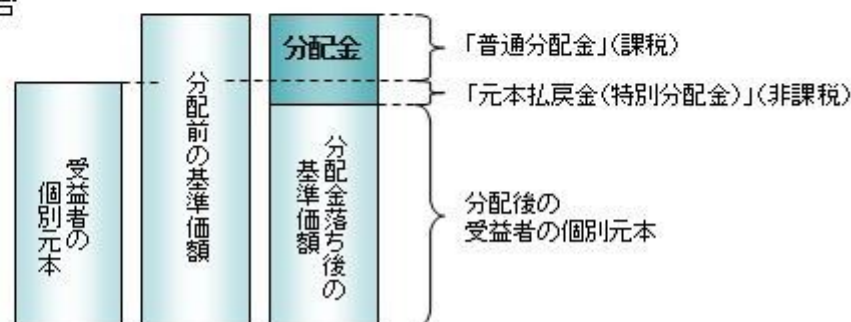 分配金
「普通分配金」(課税)
「元本払戻金(特別分配金)」(非課税)
受益者の
個別元本
分配前の基準価額
分配金落ち後の
基準価額
分配後の
受益者の個別元本